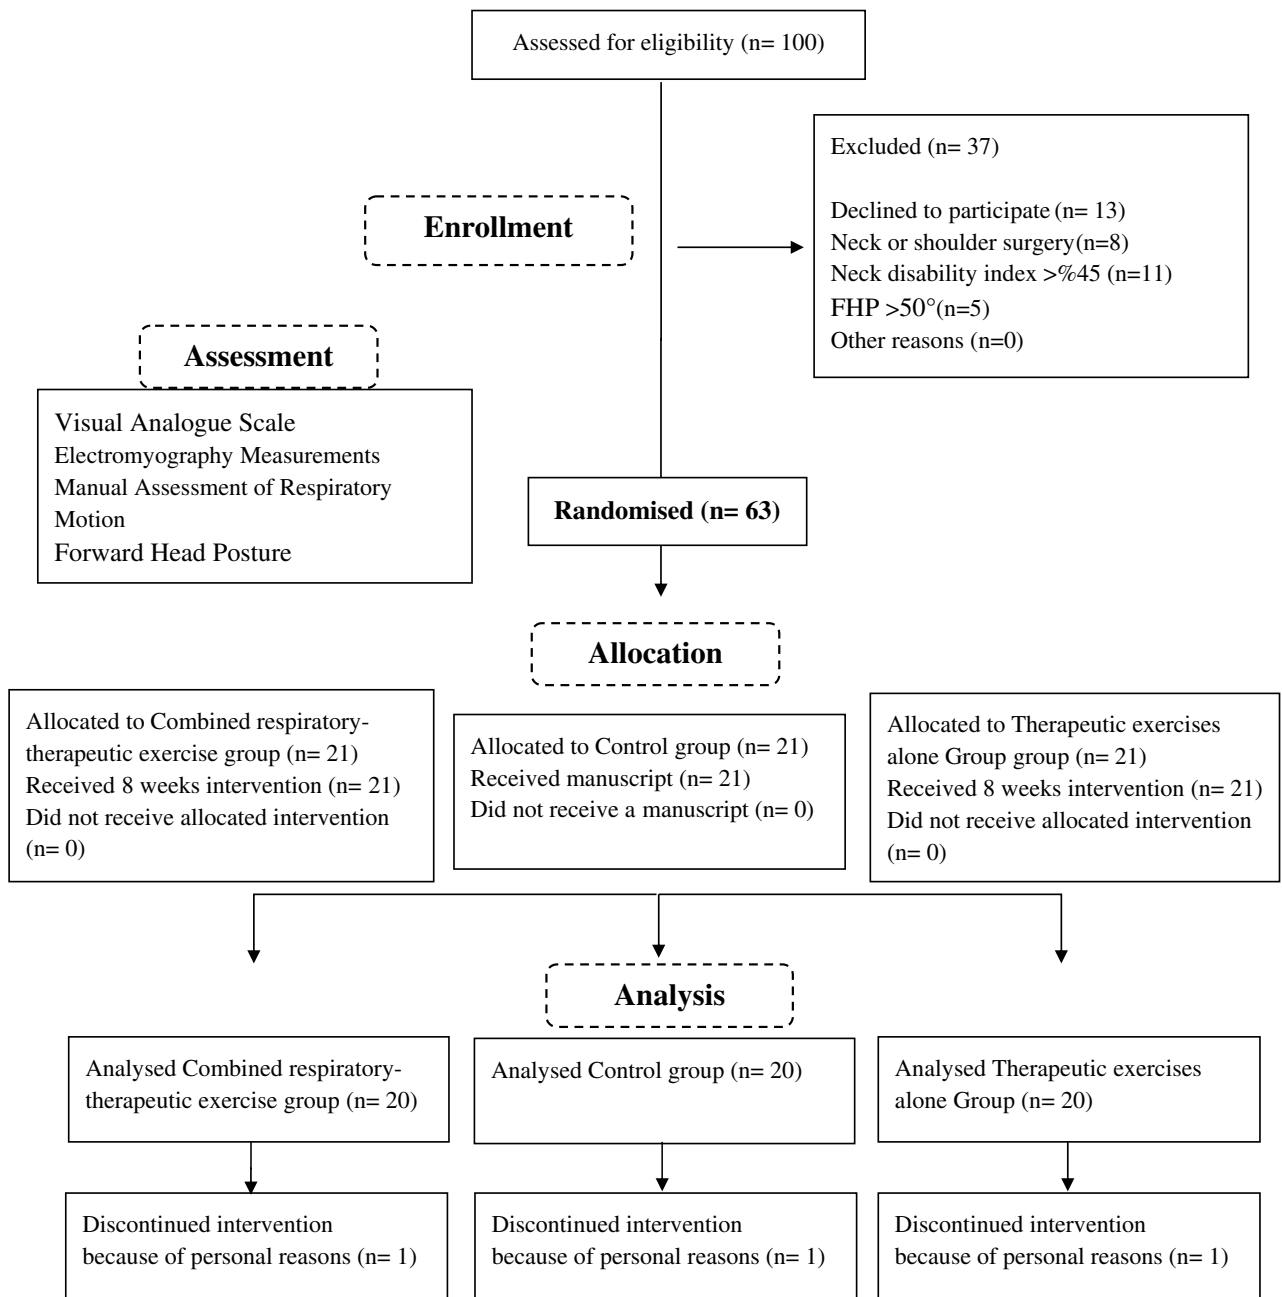 Assessed for eligibility (n= 100)
Excluded (n= 37)
Declined to participate (n= 13)
Neck or shoulder surgery(n=8)
Neck disability index >%45 (n=11)
FHP >50°(n=5)
Other reasons (n=0)
Enrollment
Assessment
Visual Analogue Scale
Electromyography Measurements
Manual Assessment of Respiratory
Motion
Forward Head Posture
Randomised (n= 63)
Allocation
Allocated to Combined respiratory-
therapeutic exercise group (n= 21)
Received 8 weeks intervention (n= 21)
Did not receive allocated intervention
(n= 0)
Allocated to Control group (n= 21)
Received manuscript (n= 21)
Did not receive a manuscript (n= 0)
Allocated to Therapeutic exercises
alone Group group (n= 21)
Received 8 weeks intervention (n= 21)
Did not receive allocated intervention
(n= 0)
Analysis
Analysed Combined respiratory-
therapeutic exercise group (n= 20)
Analysed Control group (n= 20)
Analysed Therapeutic exercises
alone Group (n= 20)
Discontinued intervention
because of personal reasons (n= 1)
Discontinued intervention
because of personal reasons (n= 1)
Discontinued intervention
because of personal reasons (n= 1)